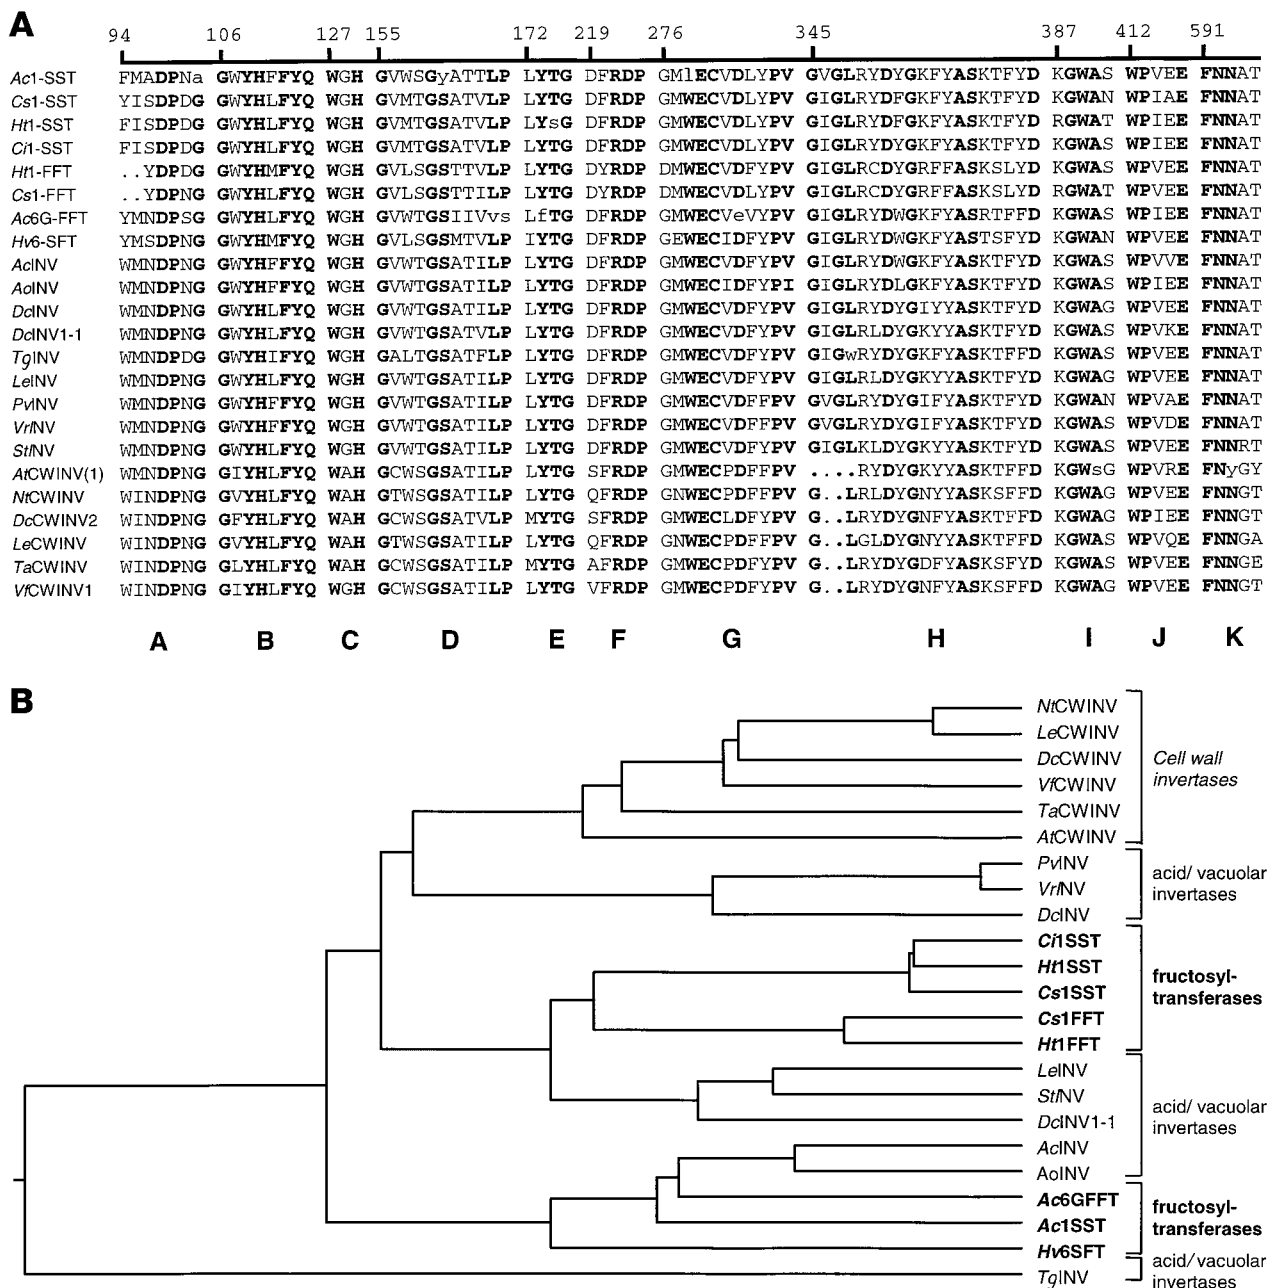 A
94 106 127 155 172 219 276 345 387 412 591
Ac1-SST FMADPNa GWYHFFYQ WGH GVWSGyATTLP LYTG DFRDP GMlECVDLYPV GVGLRYDYGKFYASKTFYD KGWAS WPVEE FNNAT
Cs1-SST YISDPDG GWYHLFYQ WGH GVMTGSATVLP LYTG DFRDP GMWECVDLYPV GIGLRYDFGKFYASKTFYD KGWAN WPIAE FNNAT
Ht1-SST FISDPDG GWYHLFYQ WGH GVMTGSATVLP LYsG DFRDP GMWECVDLYPV GIGLRYDFGKFYASKTFYD RGWAT WPIEE FNNAT
Ci1-SST FISDPDG GWYHLFYQ WGH GVMTGSATVLP LYTG DFRDP GMWECVDLYPV GIGLRYDYGKFYASKTFYD KGWAS WPIEE FNNAT
Ht1-FFT ..YDPDG GWYHMFYQ WGH GVLSGSTTVLP LYTG DYRDP DMWECVDFYPV GIGLRCDYGRFFASKSLYD KGWAS WPVEE FNNAT
Cs1-FFT ..YDPNG GWYHLFYQ WGH GVLSGSTTILP LYTG DYRDP DMWECVDFYPV GIGLRCDYGKFFASKSLYD RGWAT WPVEE FNNAT
Ac6G-FFT YMNDPSG GWYHLFYQ WGH GVWTGSIIVvs LfTG DFRDP GMWECVeVYPV GIGLRYDWGKFYASRTFFD KGWAS WPIEE FNNAT
Hv6-SFT YMSDPNG GWYHMFYQ WGH GVLSGSMTVLP IYTG DFRDP GEWECIDFYPV GIGLRYDWGKFYASTSFYD KGWAN WPVEE FNNAT
AcINV WMNDPNG GWYHFFYQ WGH GVWTGSATILP LYTG DFRDP GMWECVDFYPV GIGLRYDWGKFYASKTFYD KGWAS WPVVE FNNAT
AoINV WMNDPNG GWYHFFYQ WGH GVWTGSATILP LYTG DFRDP GMWECIDFYPI GIGLRYDLGKFYASKTFYD KGWAS WPIEE FNNAT
DcINV WMNDPNG GWYHLFYQ WGH GVWTGSATILP LYTG DFRDP GMWECVDFYPV GIGLRYDYGIYYASKTFYD KGWAG WPVEE FNNAT
DcINV1-1 WMNDPNG GWYHLFYQ WGH GVWSGSATVLP LYTG DFRDP GMWECVDFYPV GIGLRLDYGKYYASKTFYD KGWAS WPVKE FNNAT
TgINV WMNDPDG GWYHIFYQ WGH GALTGSATFLP LYTG DFRDP GMWECVDFYPV GIGwRYDYGKYYASKTFFD KGWAS WPVEE FNNAT
LeINV WMNDPNG GWYHLFYQ WGH GVWTGSATILP LYTG DFRDP GMWECVDFYPV GIGLRLDYGKYYASKTFYD KGWAG WPVEE FNNAT
PvINV WMNDPNG GWYHFFYQ WGH GVWTGSATILP LYTG DFRDP GMWECVDFFPV GVGLRYDYGIFYASKTFYD KGWAN WPVAE FNNAT
VrINV WMNDPNG GWYHFFYQ WGH GVWTGSATILP LYTG DFRDP GMWECVDFFPV GVGLRYDYGIFYASKTFYD KGWAS WPVDE FNNAT
StINV WMNDPNG GWYHLFYQ WGH GVWTGSATILP LYTG DFRDP GMWECVDFYPV GIGLKLDYGKYYASKTFYD KGWAS WPVEE FNNRT
AtCWINV(1) WMNDPNG GIYHLFYQ WAH GCWSGSATILP LYTG SFRDP GMWECPDFFPV ....RYDYGKYYASKTFFD KGWsG WPVRE FNyGY
NtCWINV WINDPNG GVYHLFYQ WAH GTWSGSATILP LYTG QFRDP GNWECPDFFPV G..LRLDYGNYYASKSFFD KGWAG WPVEE FNNGT
DcCWINV2 WINDPNG GFYHLFYQ WAH GCWSGSATVLP MYTG SFRDP GMWECLDFYPV G..LRYDYGNFYASKTFFD KGWAS WPIEE FNNGT
LeCWINV WINDPNG GVYHLFYQ WAH GTWSGSATILP LYTG QFRDP GNWECPDFFPV G..LGLDYGNYYASKTFFD KGWAS WPVQE FNNGA
TaCWINV WINDPNG GLYHLFYQ WAH GCWSGSATILP MYTG AFRDP GMWECPDFFPV G..LRYDYGDFYASKSFYD KGWAG WPVEE FNNGE
VfCWINV1 WINDPNG GIYHLFYQ WGH GCWSGSATILP LYTG VFRDP GMWECPDFYPV G..LRYDYGNFYASKTFFD KGWAG WPVEE FNNGT
A B C D E F G H I J K
B
NtCWINV
LeCWINV
DcCWINV
VfCWINV
TaCWINV
AtCWINV
Cell wall
invertases
PvINV
VrINV
DcINV
acid/ vacuolar
invertases
Ci1SST
Ht1SST
Cs1SST
Cs1FFT
Ht1FFT
fructosyl-
transferases
LeINV
StINV
DcINV1-1
AcINV
AoINV
acid/ vacuolar
invertases
Ac6GFFT
Ac1SST
Hv6SFT
fructosyl-
transferases
TgINV
acid/ vacuolar
invertases